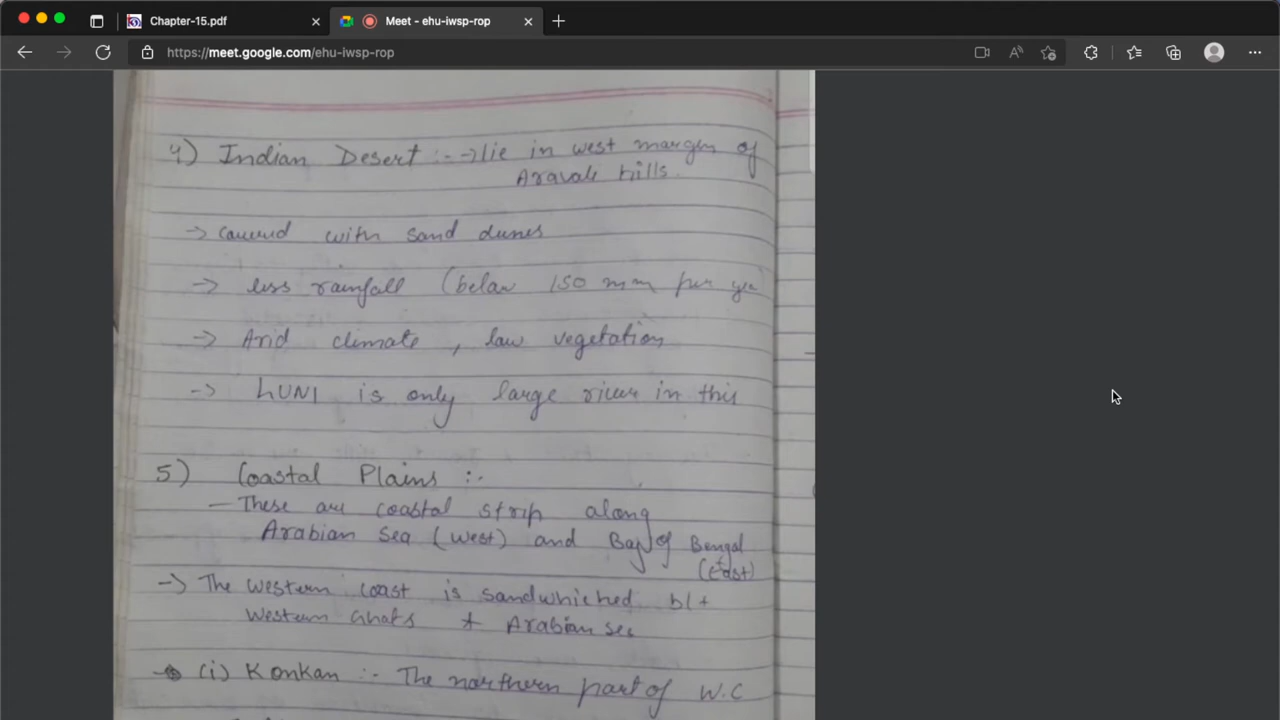 Chapter-15.pdf
Meet - ehu-iwsp-rop
https://meet.google.com/ehu-iwsp-rop
4) Indian Desert :- → lie in west margin of
Aravali hills
→ covered with sand dunes
→ less rainfall (below 150 mm per yea
→ Arid climate, low vegetation
→ LUNI is only large river in this
5) Coastal Plains :-
— These are coastal strip along
Arabian Sea (west) and Bay of Bengal
(East)
→ The western coast is sandwhiched b/t
Western Ghats + Arabian sea
→ (i) Konkan :- The northern part of W.C